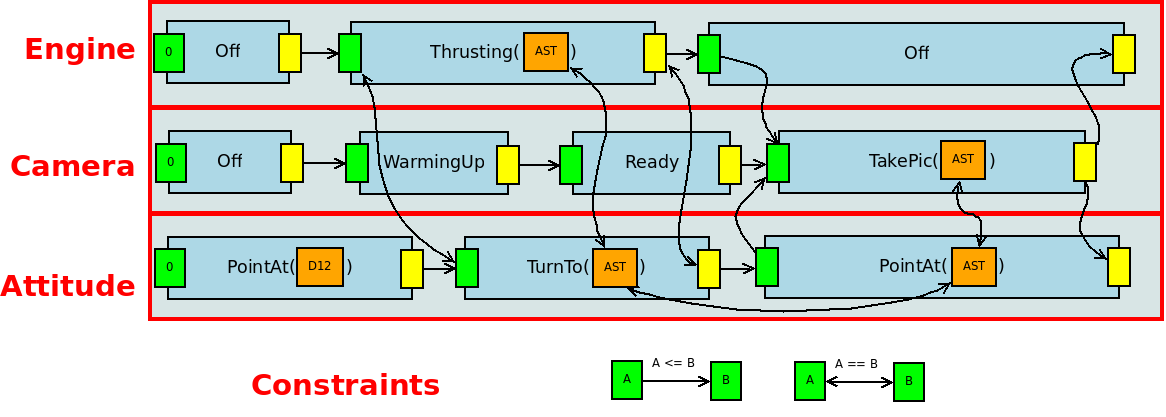 Engine
0 Off Thrusting( AST ) Off
Camera
0 Off WarmingUp Ready TakePic( AST )
Attitude
0 PointAt( D12 ) TurnTo( AST ) PointAt( AST )
Constraints
A A <= B B A A == B B